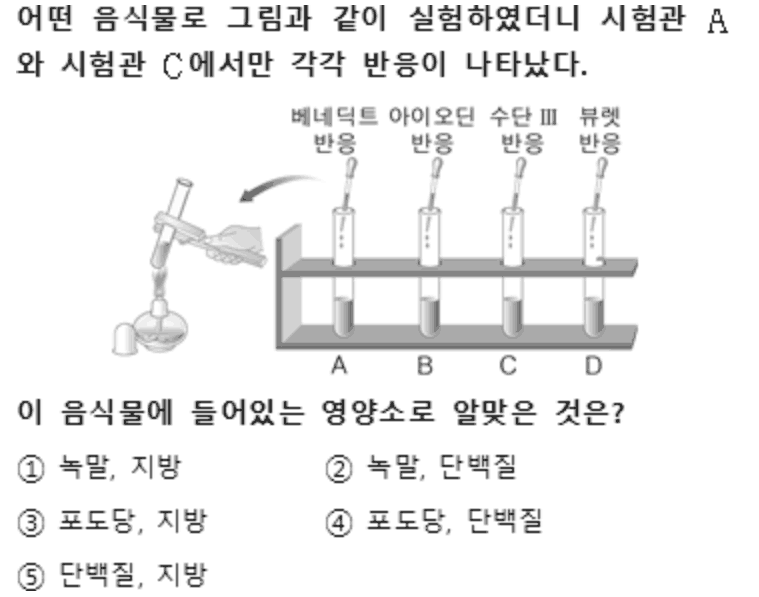 어떤 음식물로 그림과 같이 실험하였더니 시험관 A
와 시험관 C에서만 각각 반응이 나타났다.
베네딕트 아이오딘 수단 Ⅲ 뷰렛
반응 반응 반응 반응
A B C D
이 음식물에 들어있는 영양소로 알맞은 것은?
① 녹말, 지방 ② 녹말, 단백질
③ 포도당, 지방 ④ 포도당, 단백질
⑤ 단백질, 지방